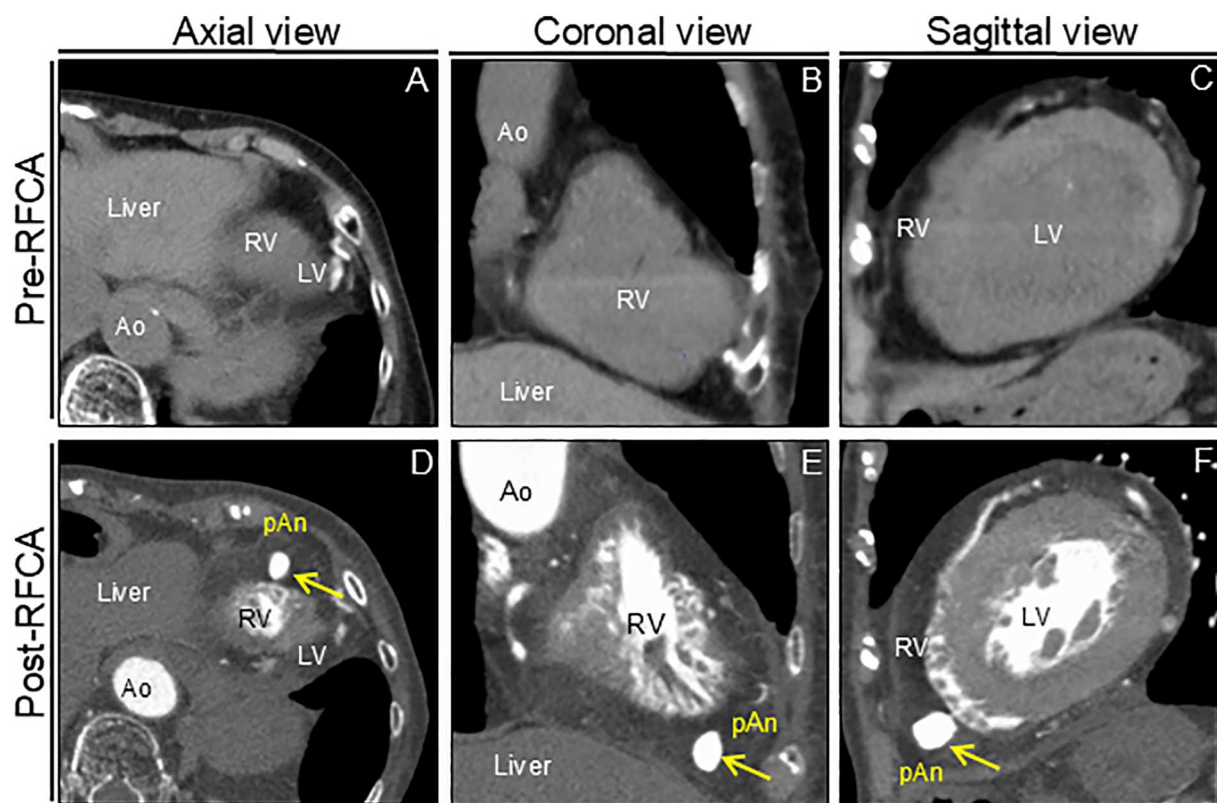 Axial view
Coronal view
Sagittal view
Pre-RFCA
A
Liver
RV
LV
Ao
B
Ao
RV
Liver
C
RV
LV
Post-RFCA
D
pAn
Liver
RV
LV
Ao
E
Ao
RV
pAn
Liver
F
LV
RV
pAn